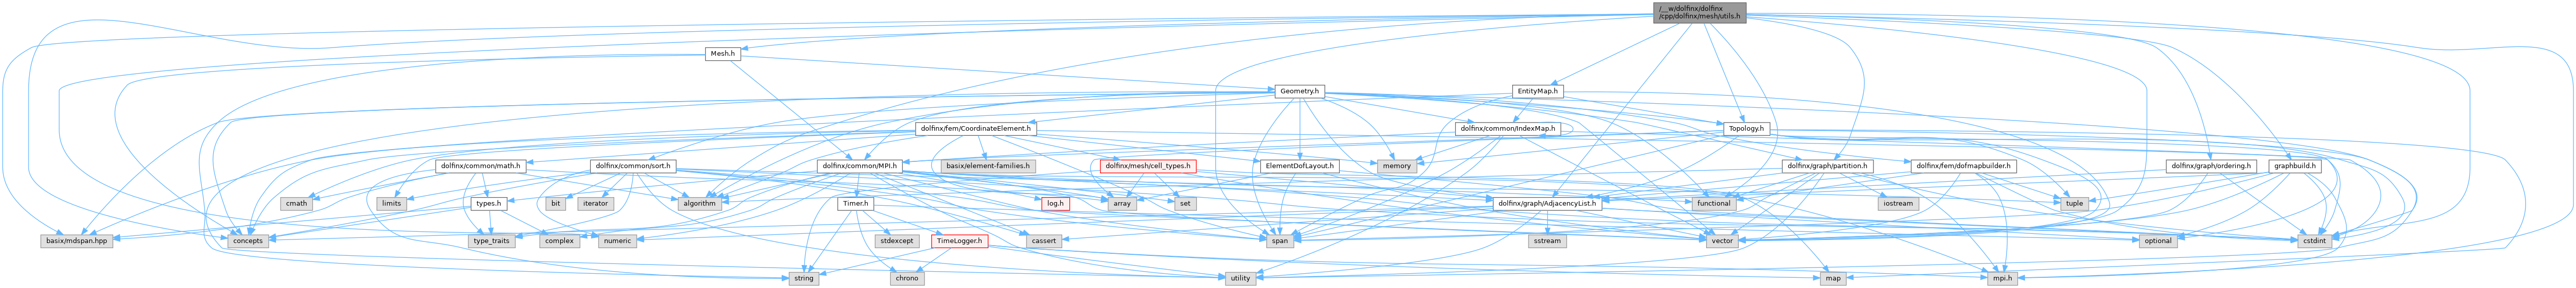 /__w/dolfinx/dolfinx
/cpp/dolfinx/mesh/utils.h
Mesh.h
Geometry.h
EntityMap.h
dolfinx/fem/CoordinateElement.h
dolfinx/common/IndexMap.h
Topology.h
dolfinx/common/math.h
dolfinx/common/sort.h
dolfinx/common/MPI.h
basix/element-families.h
dolfinx/mesh/cell_types.h
ElementDofLayout.h
memory
dolfinx/graph/partition.h
dolfinx/fem/dofmapbuilder.h
dolfinx/graph/ordering.h
graphbuild.h
cmath
limits
types.h
bit
iterator
algorithm
Timer.h
log.h
array
set
dolfinx/graph/AdjacencyList.h
functional
iostream
tuple
basix/mdspan.hpp
concepts
type_traits
complex
numeric
stdexcept
TimeLogger.h
cassert
span
vector
sstream
optional
cstdint
string
chrono
utility
map
mpi.h